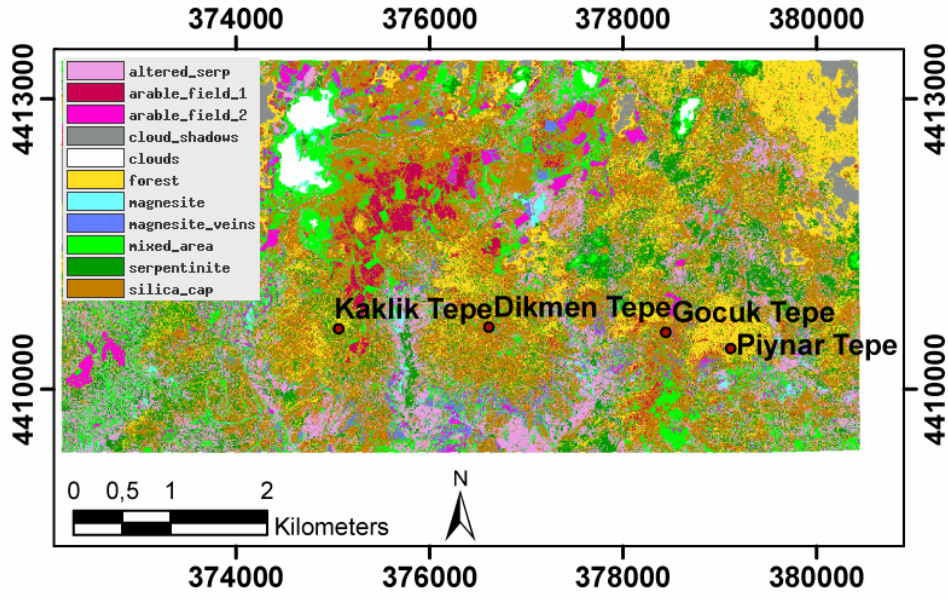 374000 376000 378000 380000
4413000 4413000
altered_serp
arable_field_1
arable_field_2
cloud_shadows
clouds
forest
magnesite
magnesite_veins
mixed_area
serpentinite
silica_cap
Kaklik Tepe Dikmen Tepe Gocuk Tepe
Piynar Tepe
4410000 4410000
0 0,5 1 2
Kilometers
N
374000 376000 378000 380000